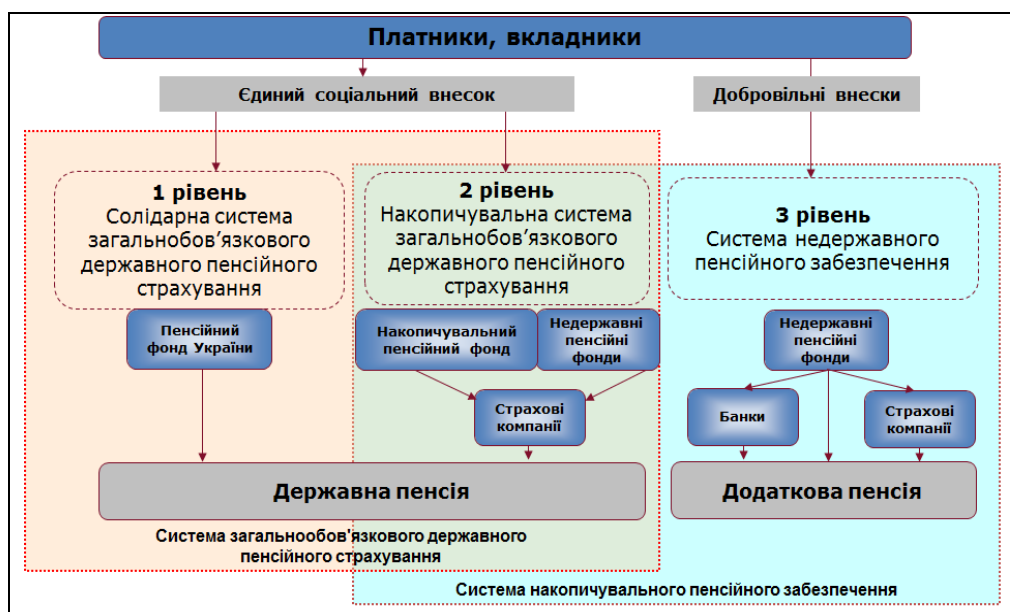 Платники, вкладники
Єдиний соціальний внесок
Добровільні внески
1 рівень
Солідарна система
загальнобов’язкового
державного пенсійного
страхування
2 рівень
Накопичувальна система
загальнобов’язкового
державного пенсійного
страхування
3 рівень
Система недержавного
пенсійного забезпечення
Пенсійний
фонд України
Накопичувальний
пенсійний фонд
Недержавні
пенсійні
фонди
Недержавні
пенсійні
фонди
Страхові
компанії
Банки
Страхові
компанії
Державна пенсія
Додаткова пенсія
Система загальнообов'язкового державного
пенсійного страхування
Система накопичувального пенсійного забезпечення